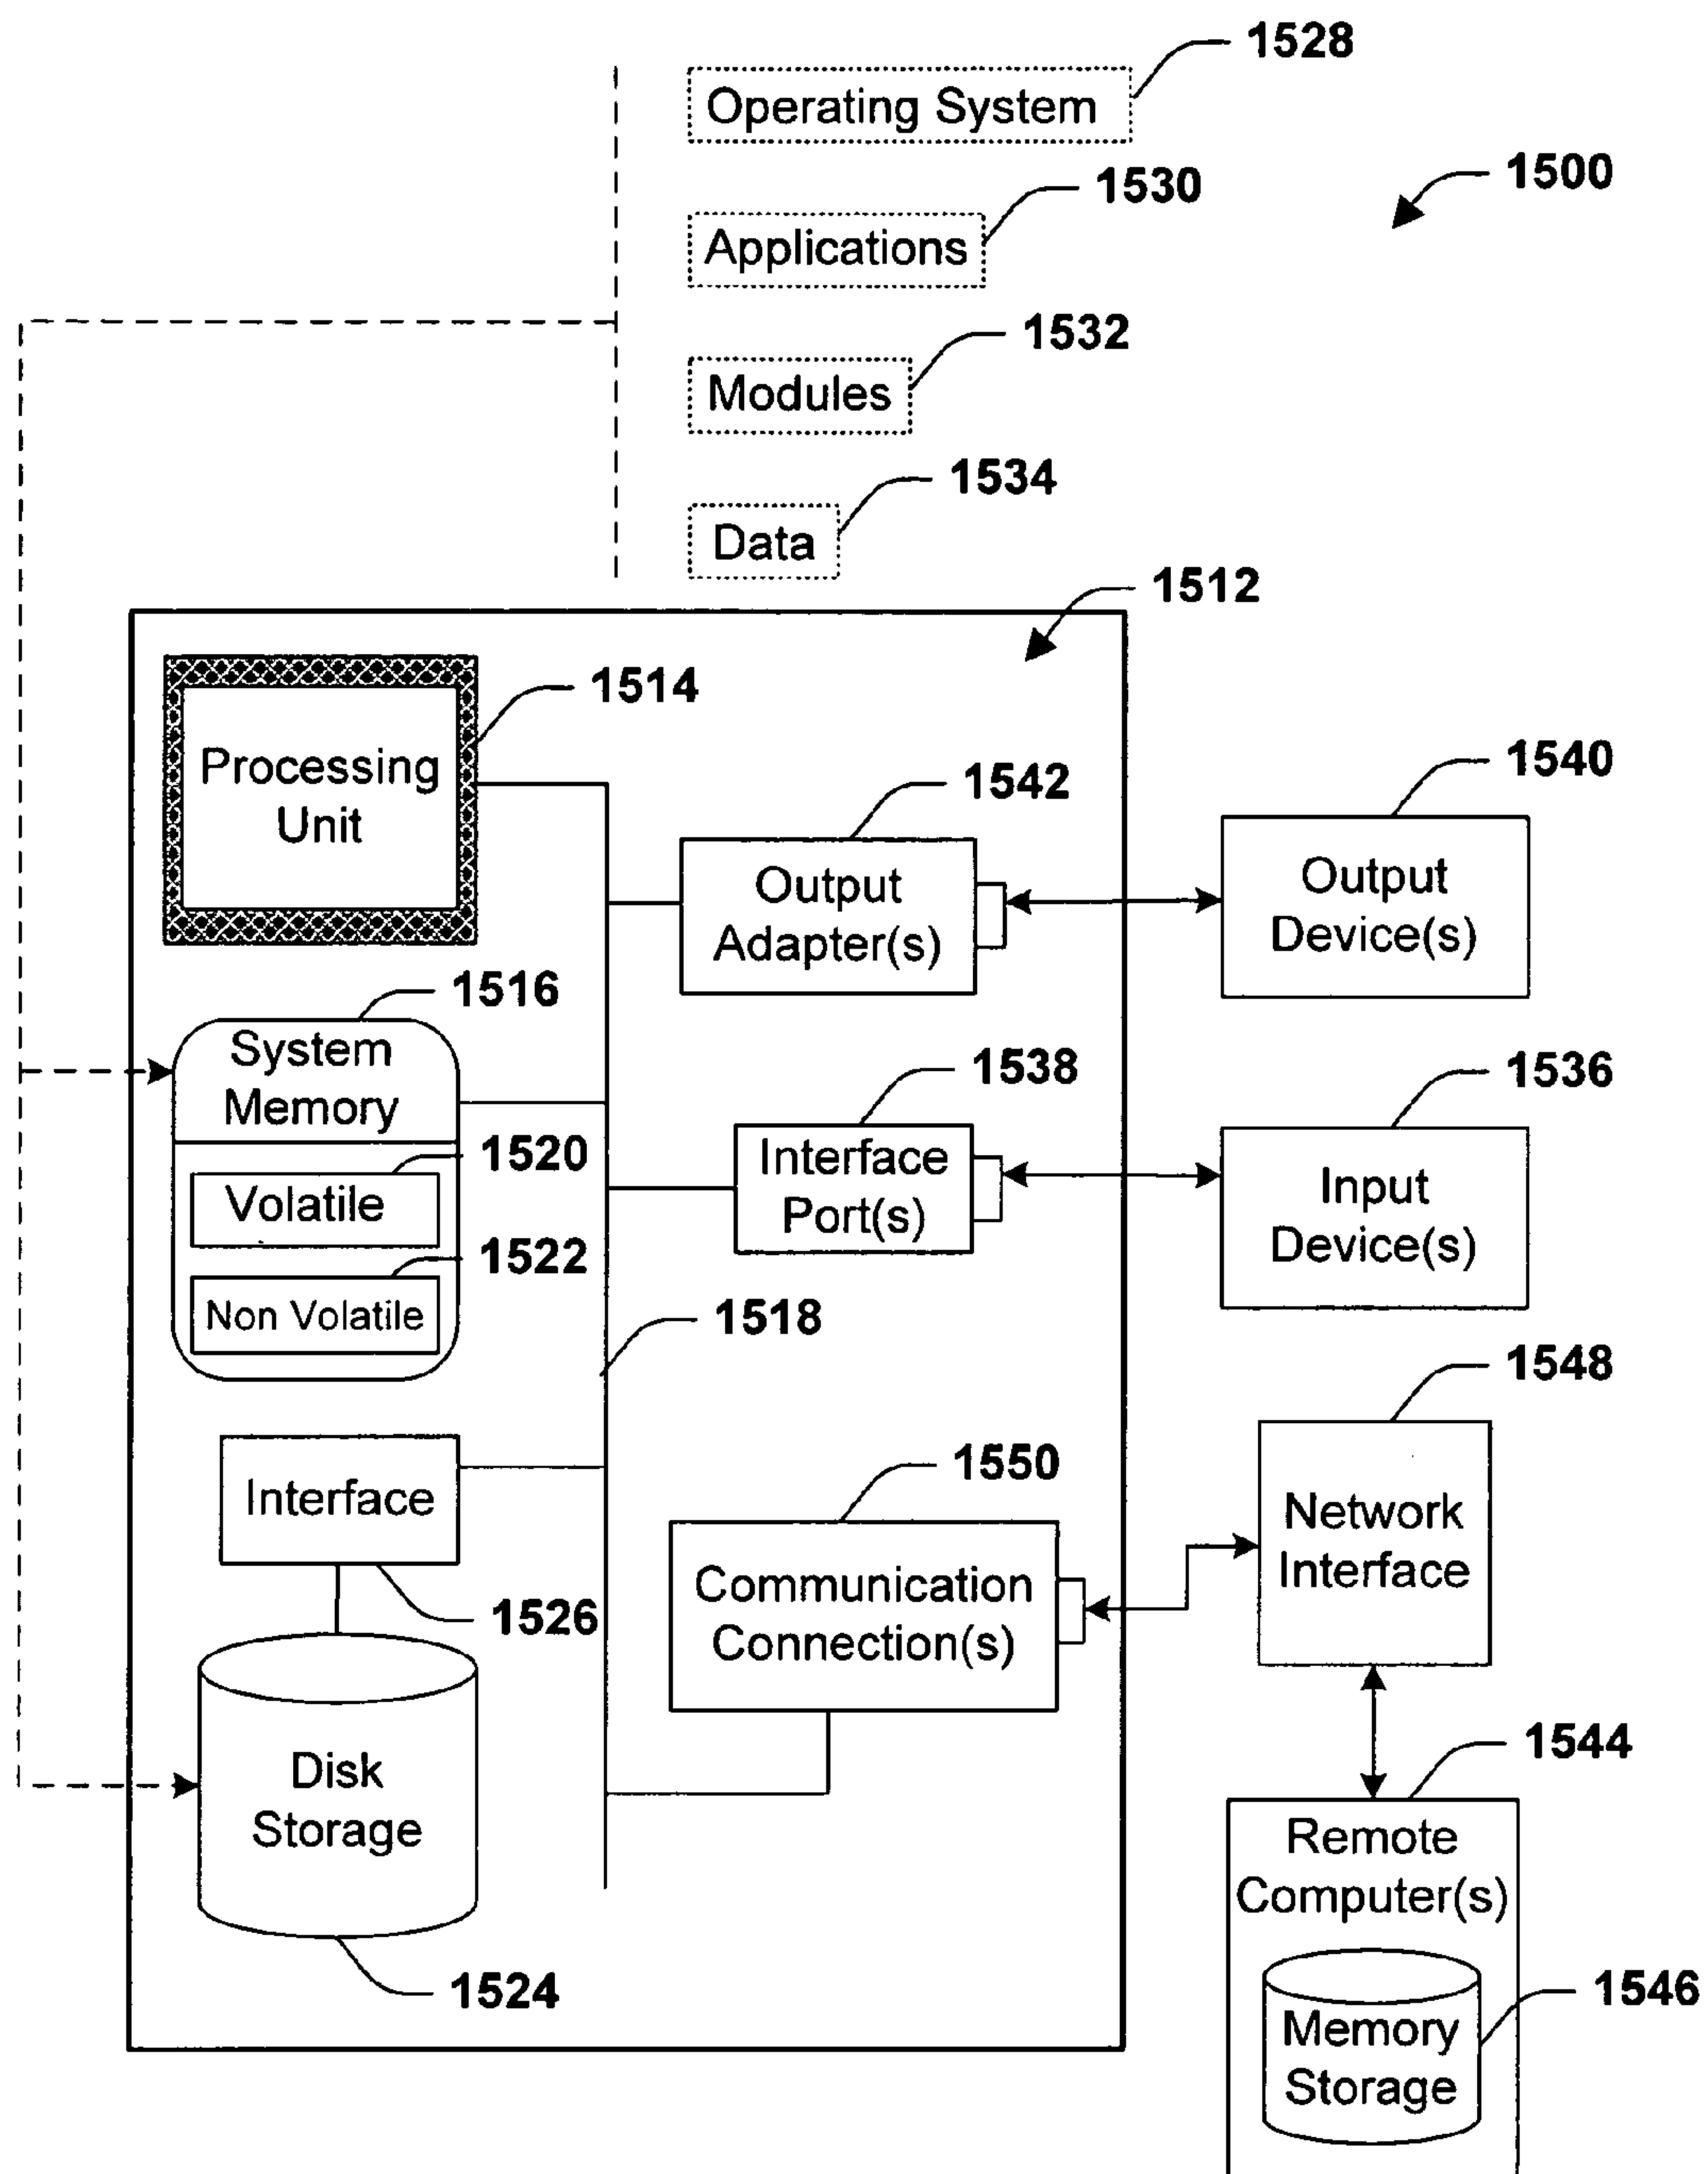 1528
Operating System
1500
1530
Applications
1532
Modules
1534
Data
1512
1514
Processing
Unit
1542
Output
Adapter(s)
1540
Output
Device(s)
1516
System
Memory
1520
Volatile
1522
Non Volatile
1538
Interface
Port(s)
1536
Input
Device(s)
1518
1548
Network
Interface
Interface
1526
1550
Communication
Connection(s)
Disk
Storage
1524
1544
Remote
Computer(s)
1546
Memory
Storage